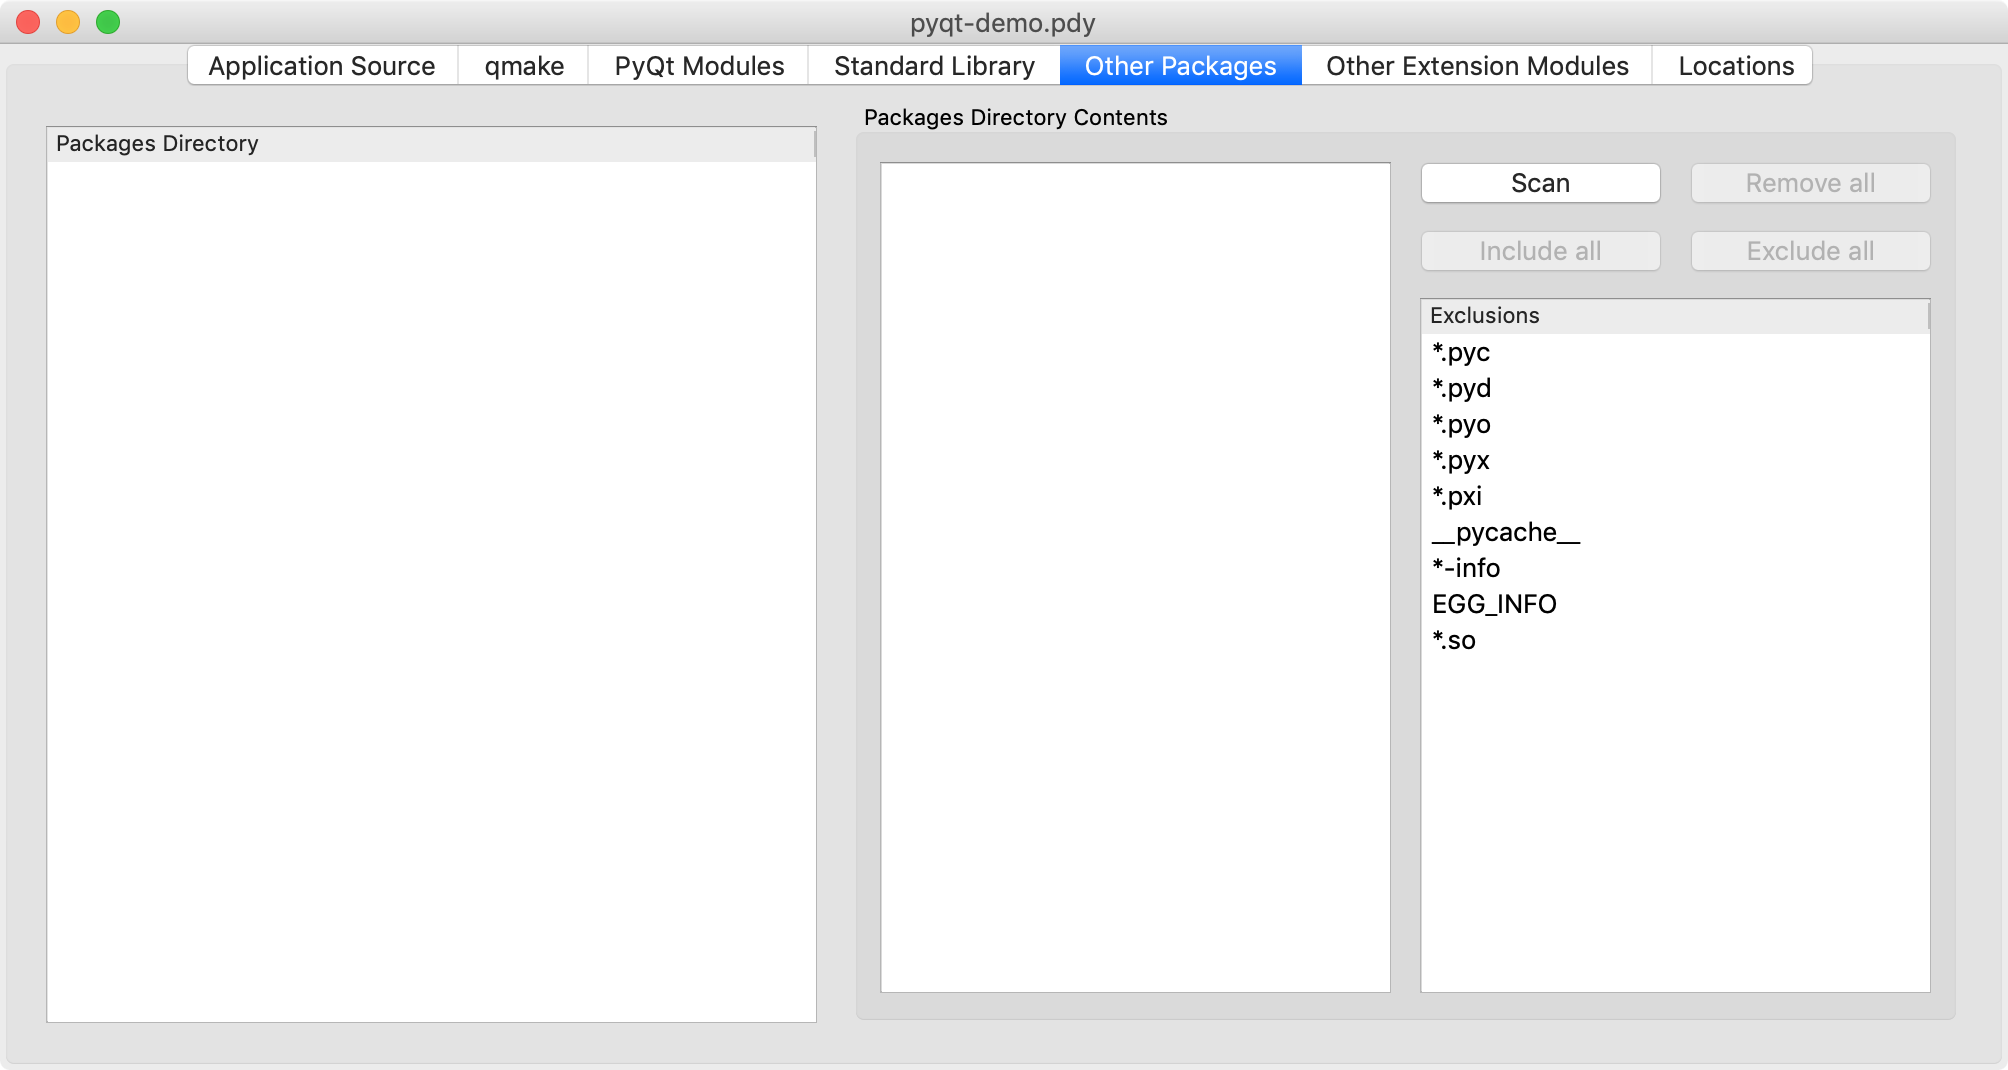 pyqt-demo.pdy
Application Source qmake PyQt Modules Standard Library Other Packages Other Extension Modules Locations
Packages Directory
Packages Directory Contents
Scan Remove all
Include all Exclude all
Exclusions
*.pyc
*.pyd
*.pyo
*.pyx
*.pxi
__pycache__
*-info
EGG_INFO
*.so